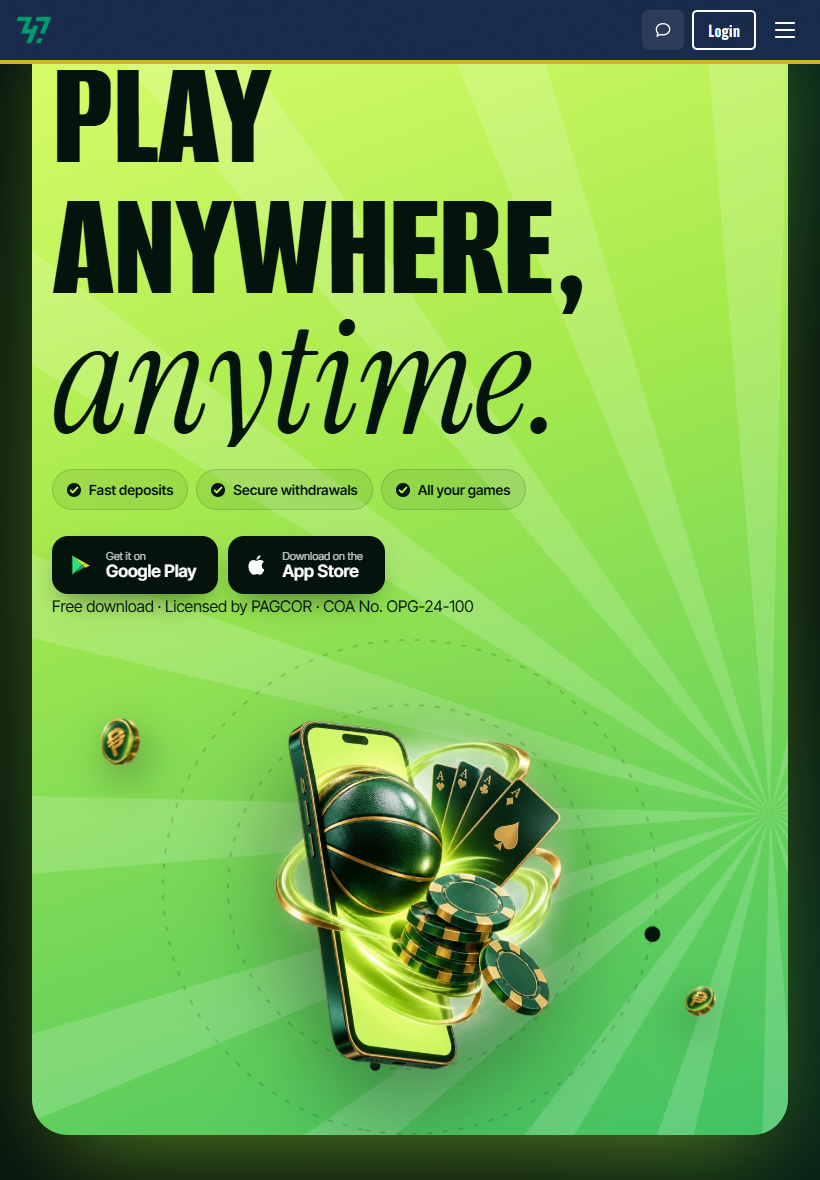 Login
PLAY
ANYWHERE,
anytime.
Fast deposits
Secure withdrawals
All your games
Get it on
Google Play
Download on the
App Store
Free download · Licensed by PAGCOR · COA No. OPG-24-100
A
A
A
A